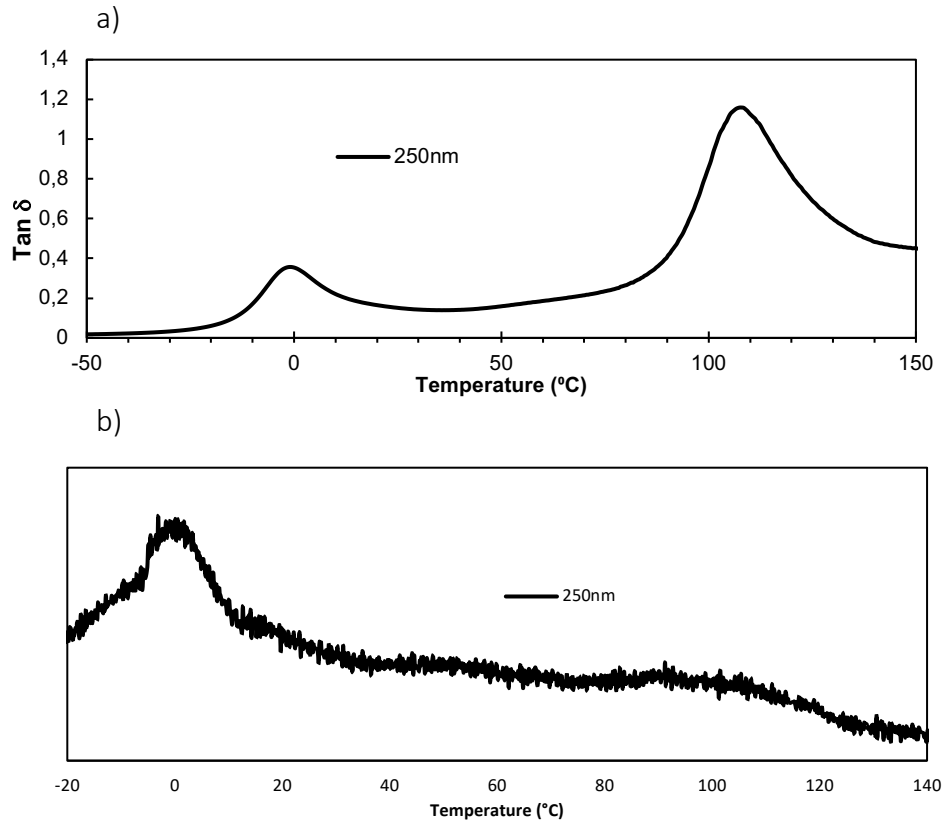 a)
1,4
1,2
1
0,8
0,6
0,4
0,2
0
Tan δ
250nm
-50 0 50 100 150
Temperature (ºC)
b)
250nm
-20 0 20 40 60 80 100 120 140
Temperature (°C)